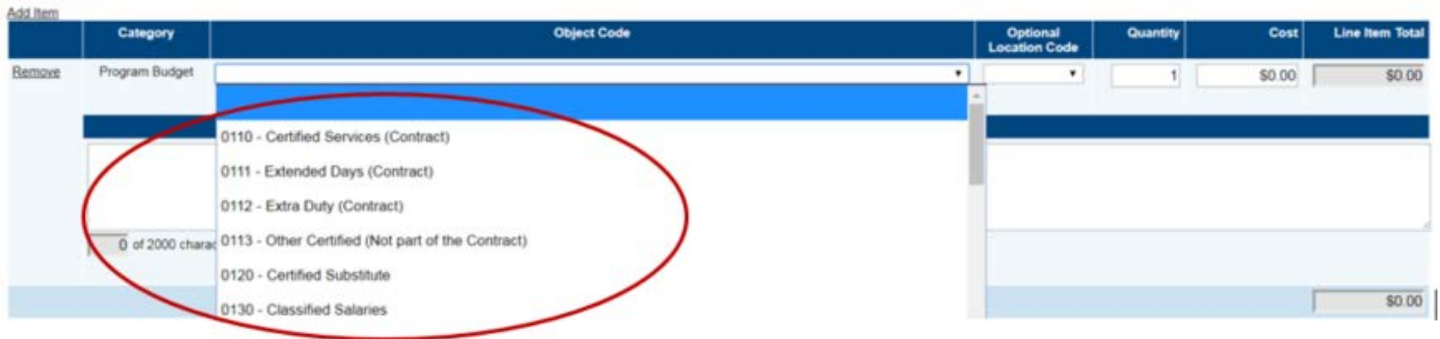 Add Item
Category Object Code Optional Location Code Quantity Cost Line Item Total
Remove Program Budget 1 $0.00 $0.00
0110 - Certified Services (Contract)
0111 - Extended Days (Contract)
0112 - Extra Duty (Contract)
0 of 2000 charac
0113 - Other Certified (Not part of the Contract)
0120 - Certified Substitute
0130 - Classified Salaries
$0.00